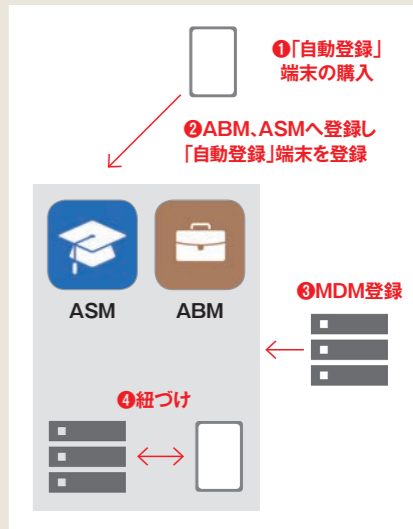 ❶「自動登録」
端末の購入
❷ABM、ASMへ登録し
「自動登録」端末を登録
ASM
ABM
❸MDM登録
❹紐づけ